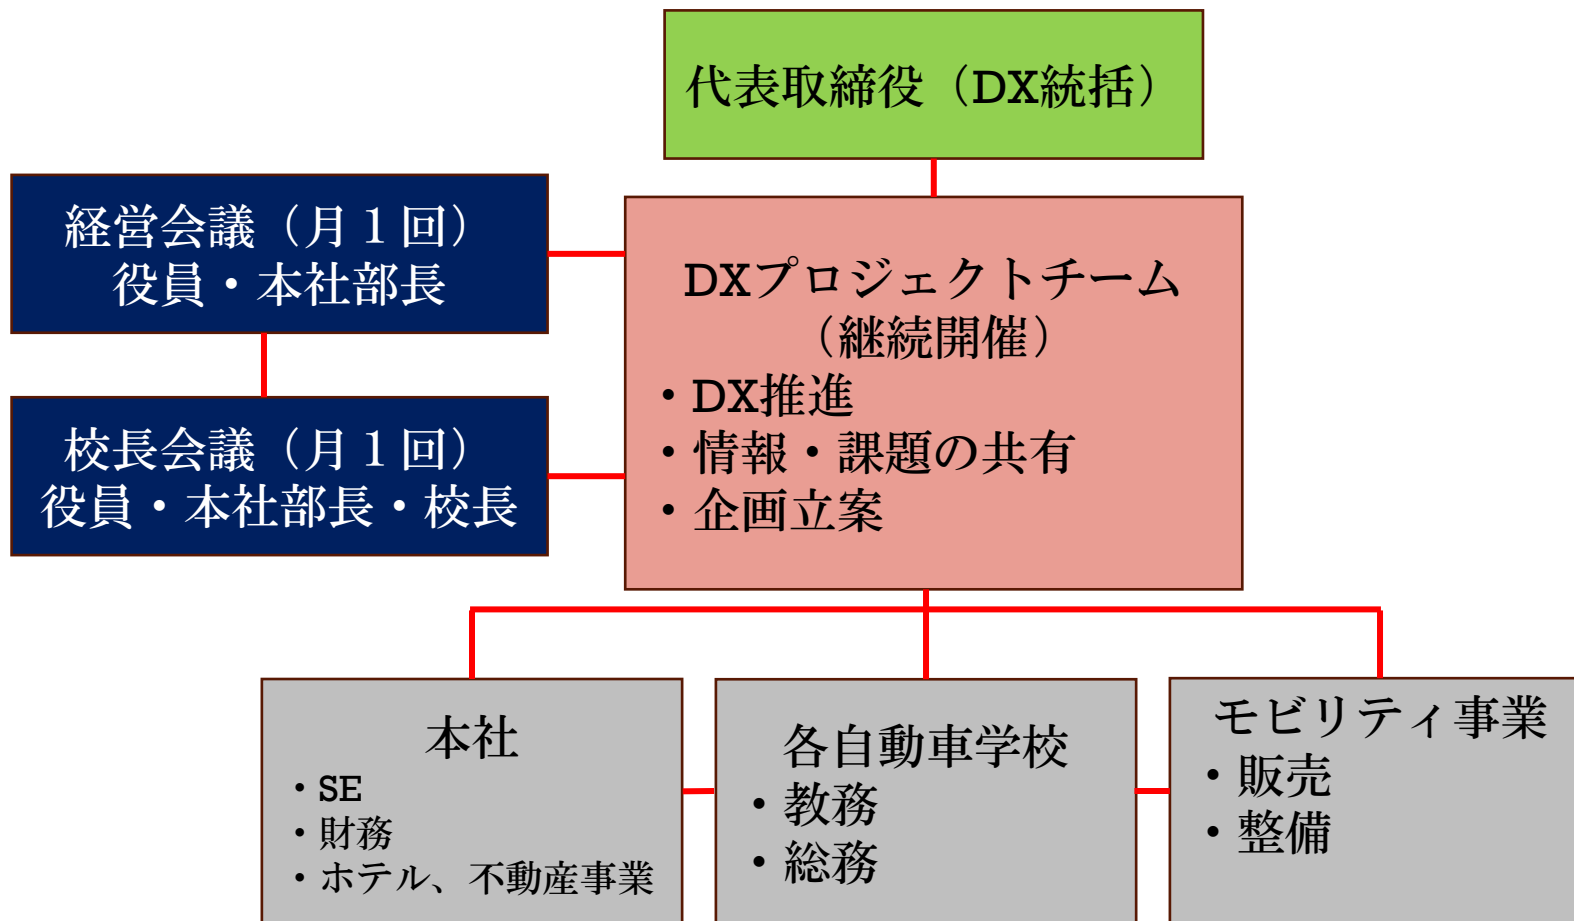 代表取締役（DX統括）
経営会議（月１回）
役員・本社部長
校長会議（月１回）
役員・本社部長・校長
DXプロジェクトチーム
（継続開催）
・DX推進
・情報・課題の共有
・企画立案
本社
・SE
・財務
・ホテル、不動産事業
各自動車学校
・教務
・総務
モビリティ事業
・販売
・整備